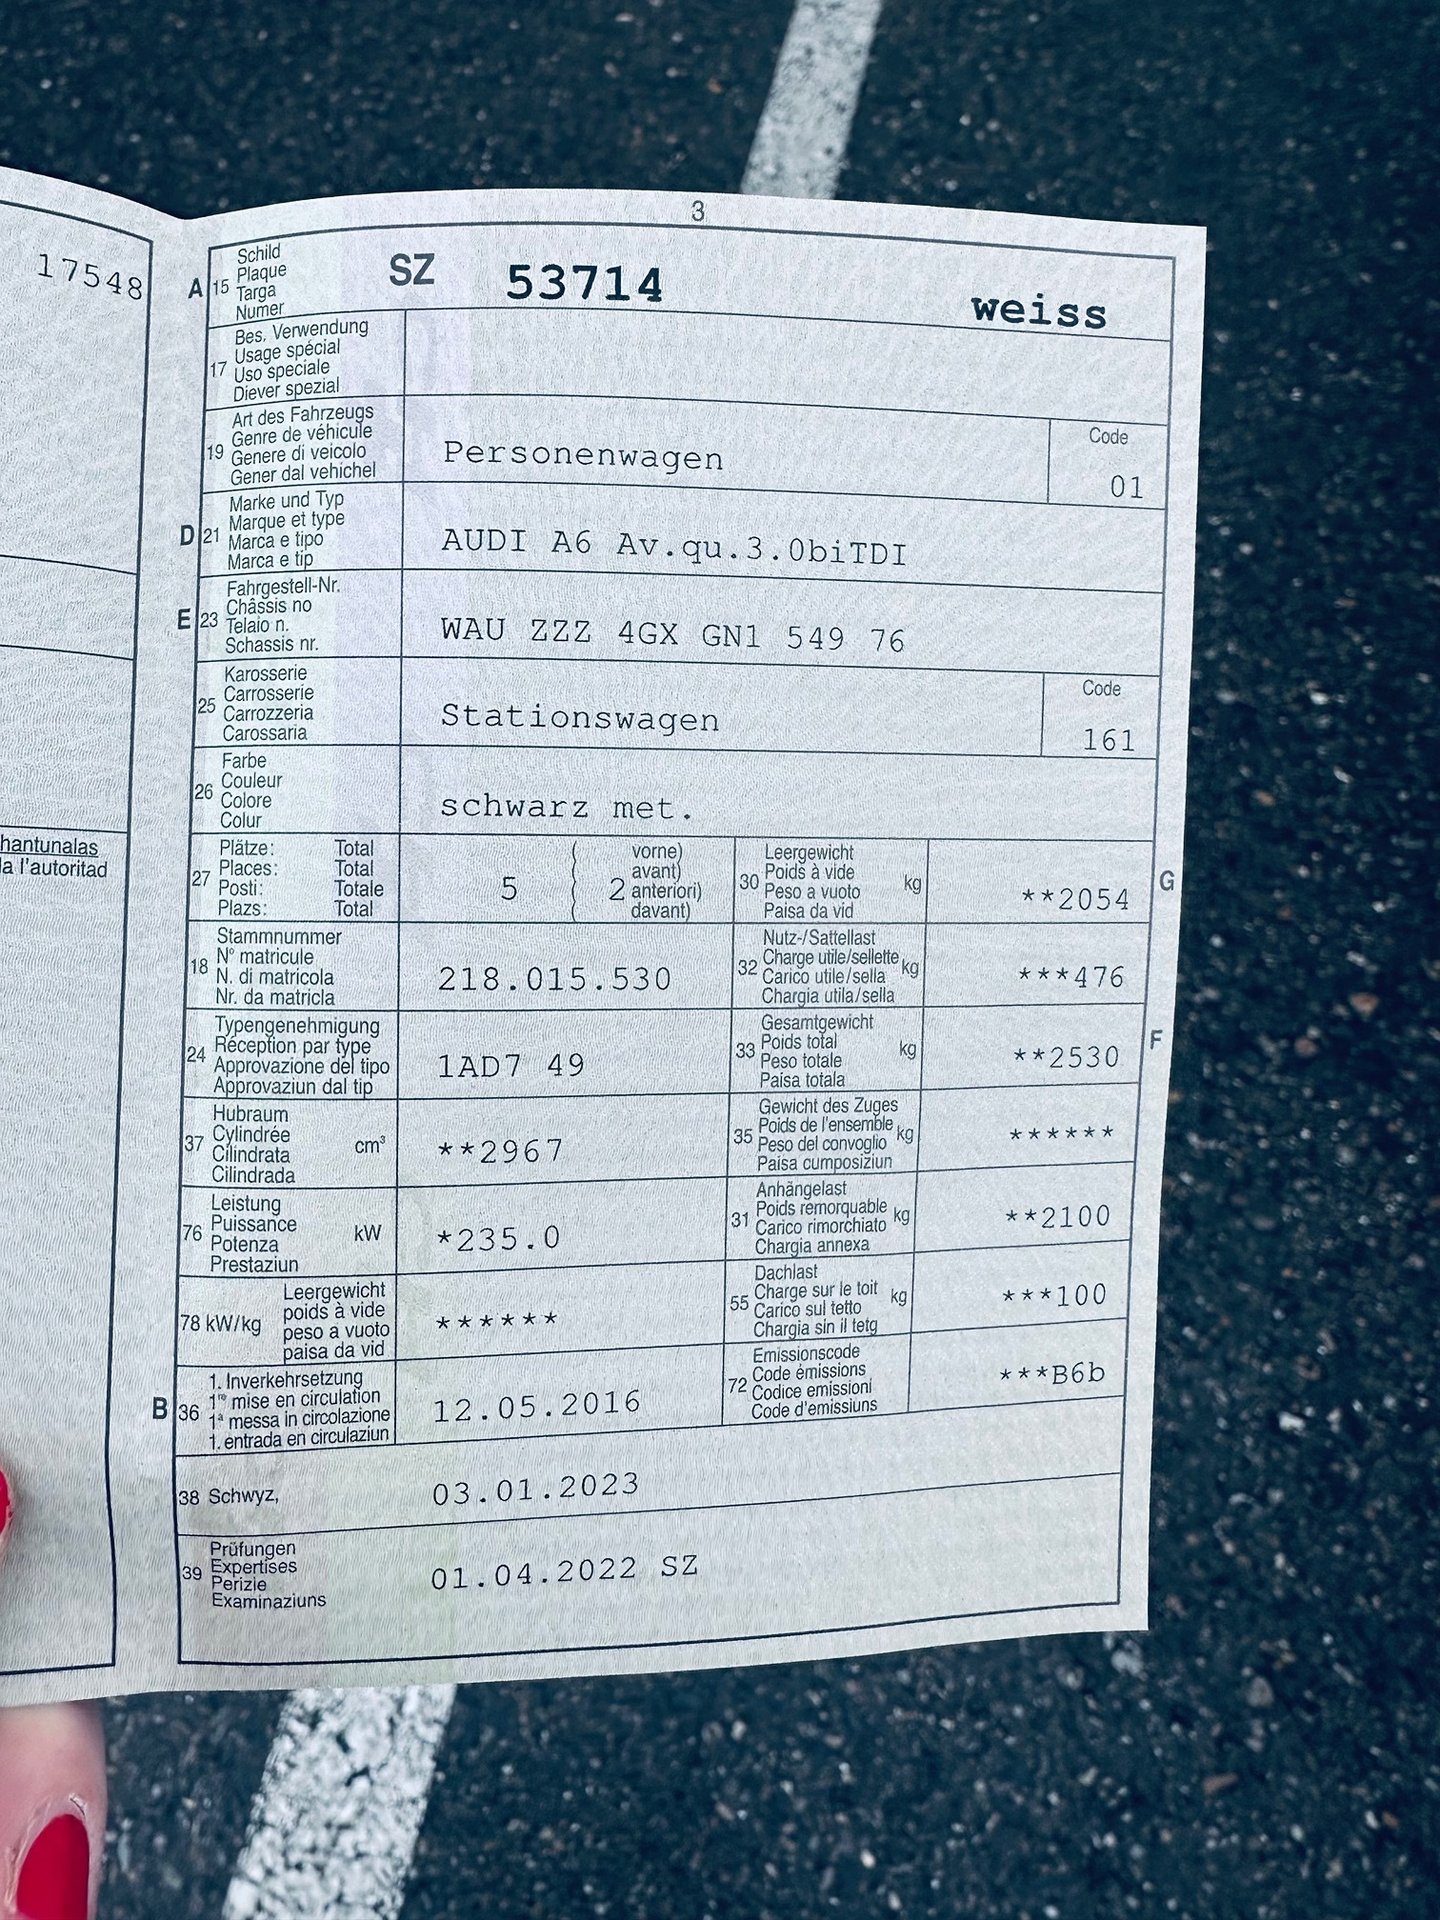 17548
hantunalas
la l'autoritad
3
A 15 Schild
Plaque
Targa
Numer
SZ 53714 weiss
17 Bes. Verwendung
Usage spécial
Uso speciale
Diever spezial
19 Art des Fahrzeugs
Genre de véhicule
Genere di veicolo
Gener dal vehichel
Personenwagen
Code
01
D 21 Marke und Typ
Marque et type
Marca e tipo
Marca e tip
AUDI A6 Av.qu.3.0biTDI
E 23 Fahrgestell-Nr.
Châssis no
Telaio n.
Schassis nr.
WAU ZZZ 4GX GN1 549 76
25 Karosserie
Carrosserie
Carrozzeria
Carossaria
Stationswagen
Code
161
26 Farbe
Couleur
Colore
Colur
schwarz met.
27 Plätze: Total
Places: Total
Posti: Totale
Plazs: Total
5
2
( vorne)
( avant)
( anteriori)
( davant)
30 Leergewicht
Poids à vide
Peso a vuoto
Paisa da vid
kg
**2054
G
18 Stammnummer
N° matricule
N. di matricola
Nr. da matricla
218.015.530
32 Nutz-/Sattellast
Charge utile/sellette
Carico utile/sella
Chargia utila/sella
kg
***476
24 Typengenehmigung
Réception par type
Approvazione del tipo
Approvaziun dal tip
1AD7 49
33 Gesamtgewicht
Poids total
Peso totale
Paisa totala
kg
**2530
F
37 Hubraum
Cylindrée
Cilindrata
Cilindrada
cm³
**2967
35 Gewicht des Zuges
Poids de l'ensemble
Peso del convoglio
Paisa cumposiziun
kg
******
76 Leistung
Puissance
Potenza
Prestaziun
kW
*235.0
31 Anhängelast
Poids remorquable
Carico rimorchiato
Chargia annexa
kg
**2100
78 kW/kg
Leergewicht
poids à vide
peso a vuoto
paisa da vid
******
55 Dachlast
Charge sur le toit
Carico sul tetto
Chargia sin il tetg
kg
***100
B 36 1. Inverkehrsetzung
1re mise en circulation
1a messa in circolazione
1. entrada en circulaziun
12.05.2016
72 Emissionscode
Code émissions
Codice emissioni
Code d'emissiuns
***B6b
38 Schwyz,
03.01.2023
39 Prüfungen
Expertises
Perizie
Examinaziuns
01.04.2022 SZ